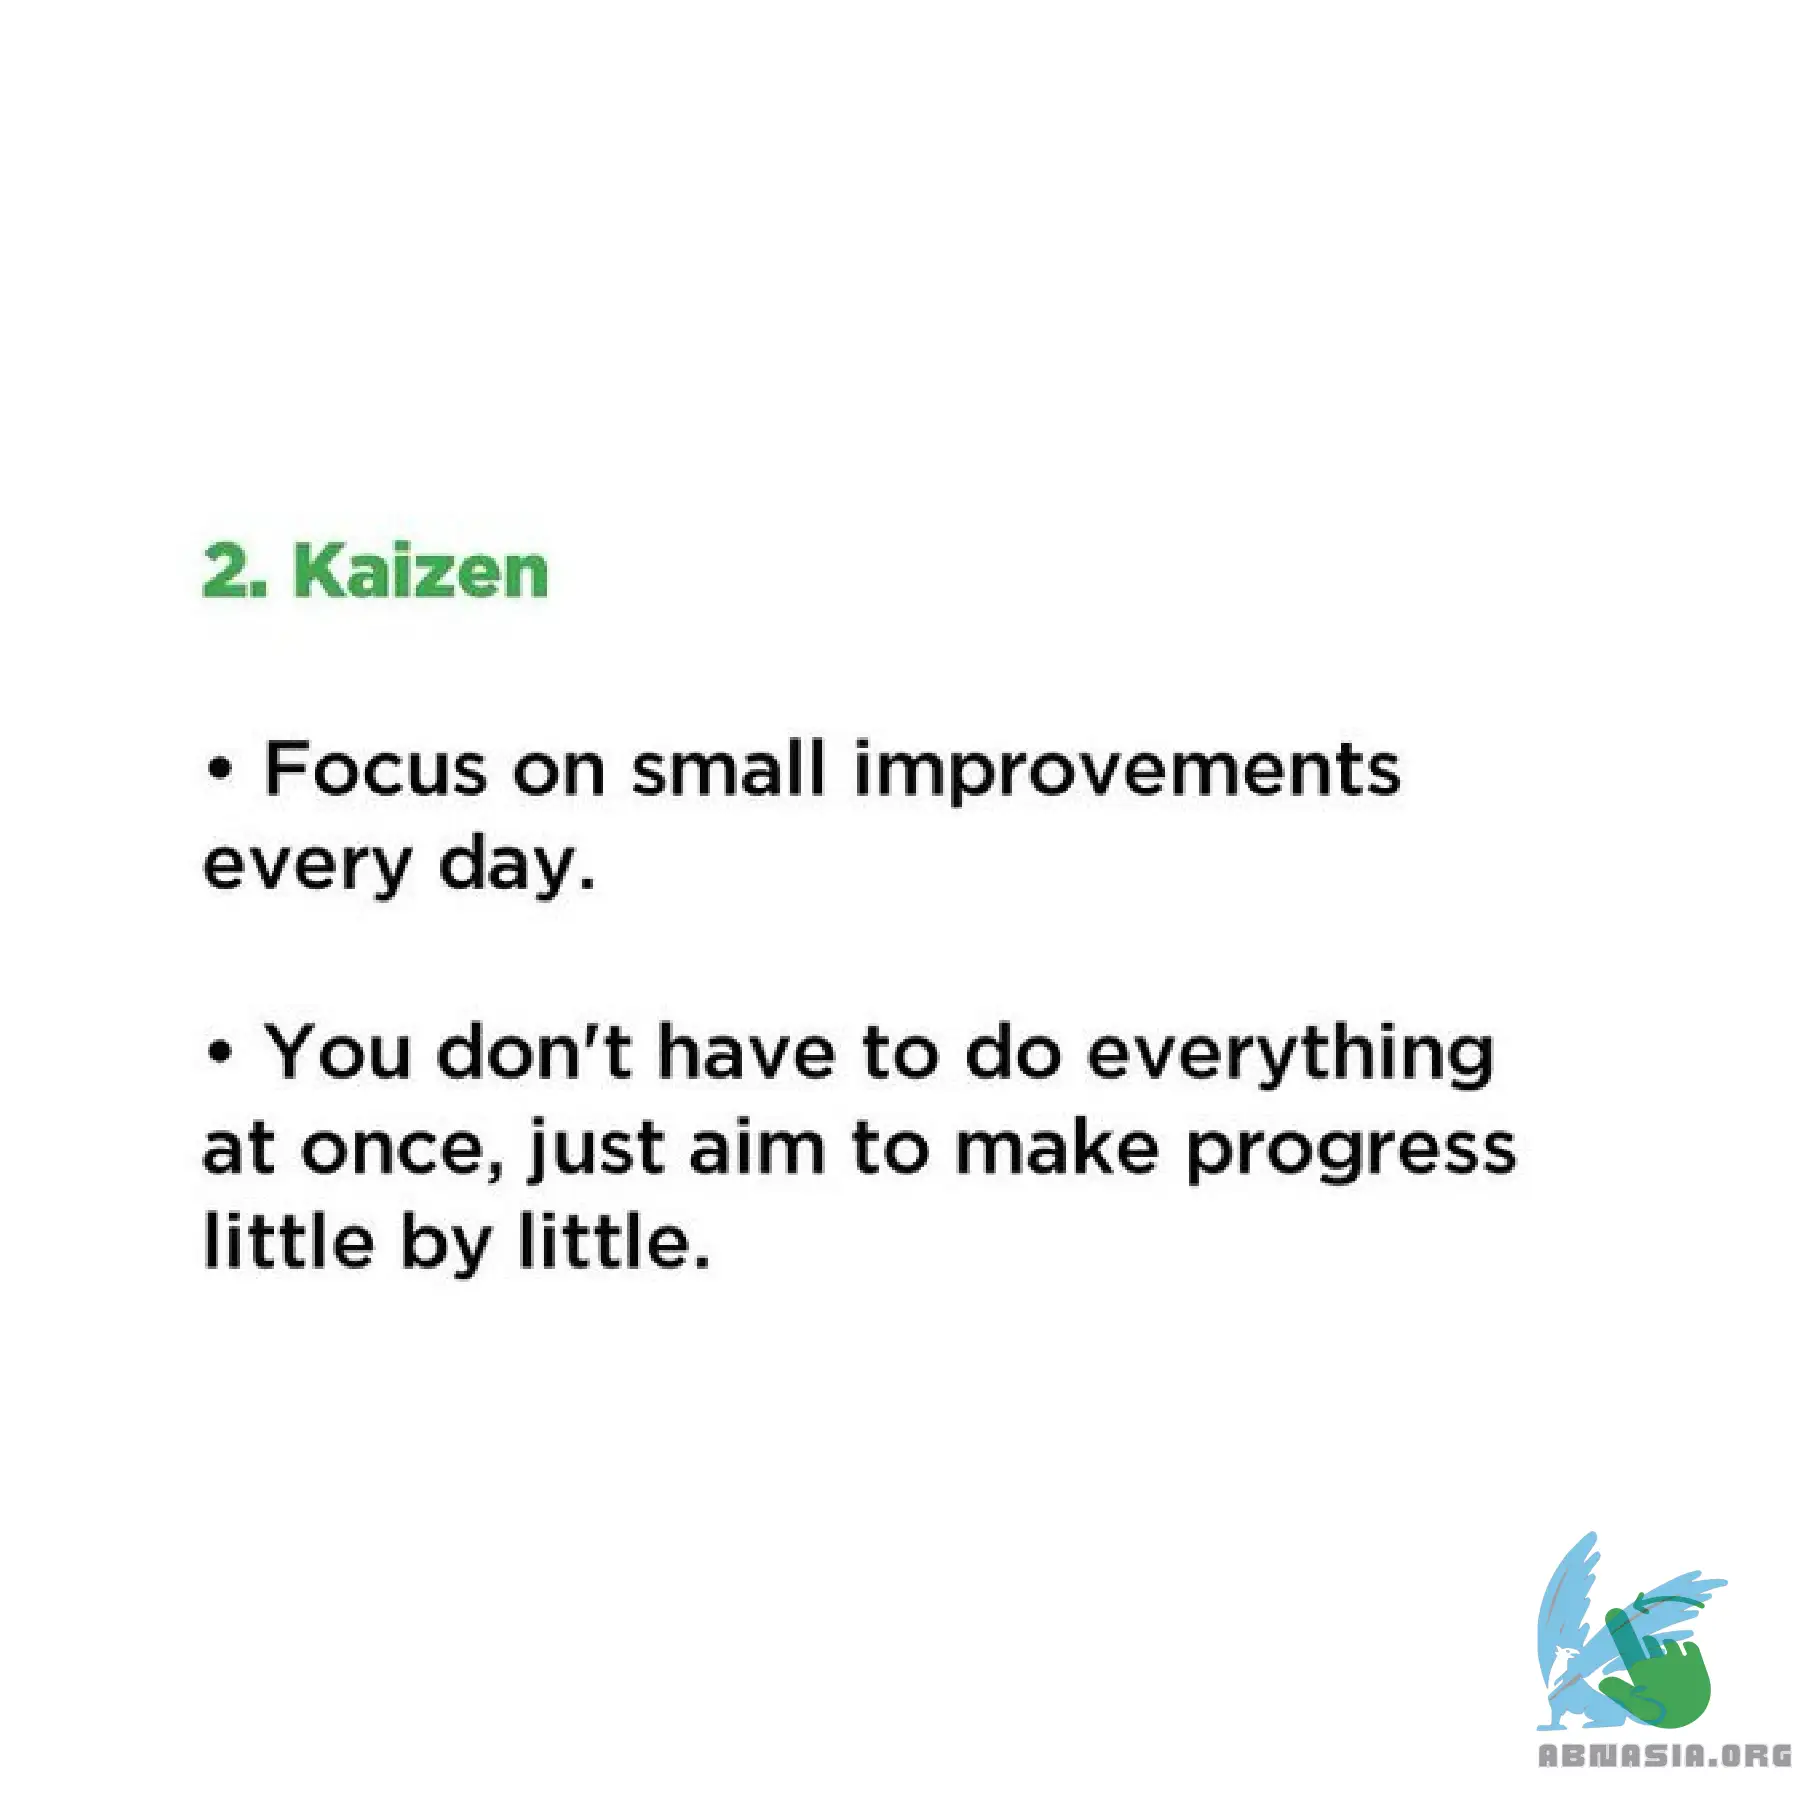 2. Kaizen
• Focus on small improvements
every day.
• You don't have to do everything
at once, just aim to make progress
little by little.
ABNASIA.ORG